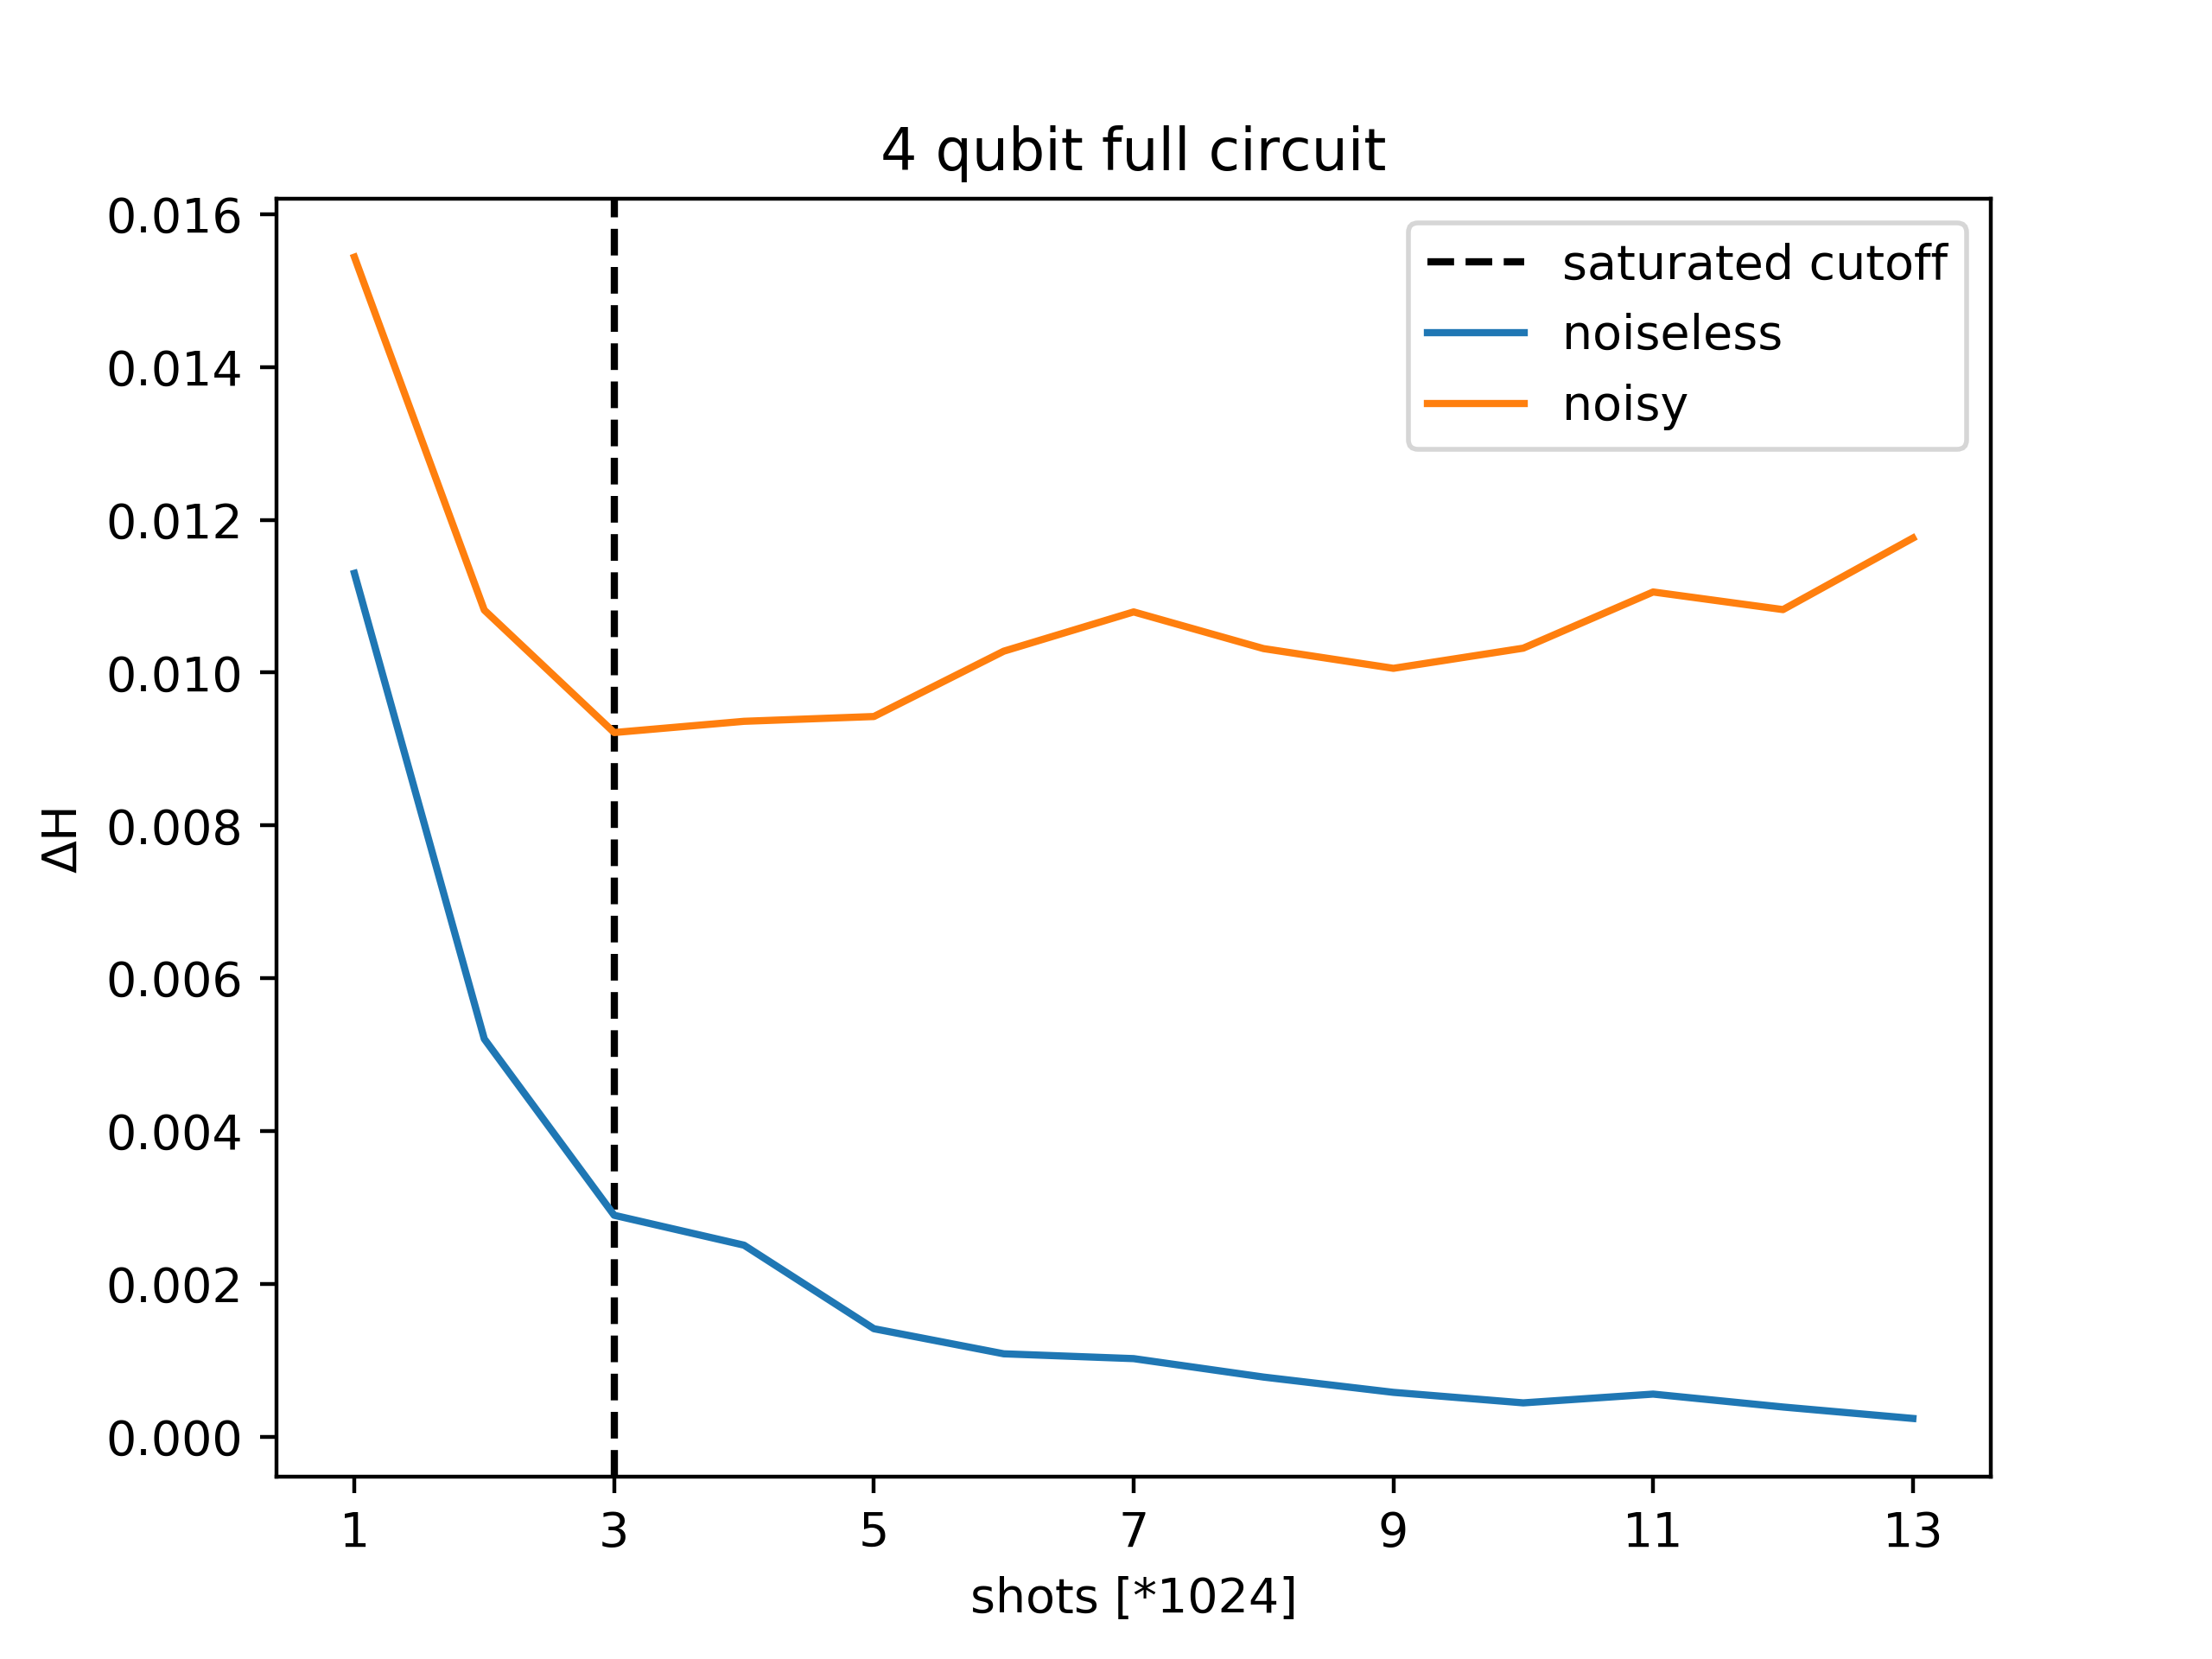 4 qubit full circuit
saturated cutoff
noiseless
noisy
0.016
0.014
0.012
0.010
0.008
0.006
0.004
0.002
0.000
ΔH
1 3 5 7 9 11 13
shots [*1024]